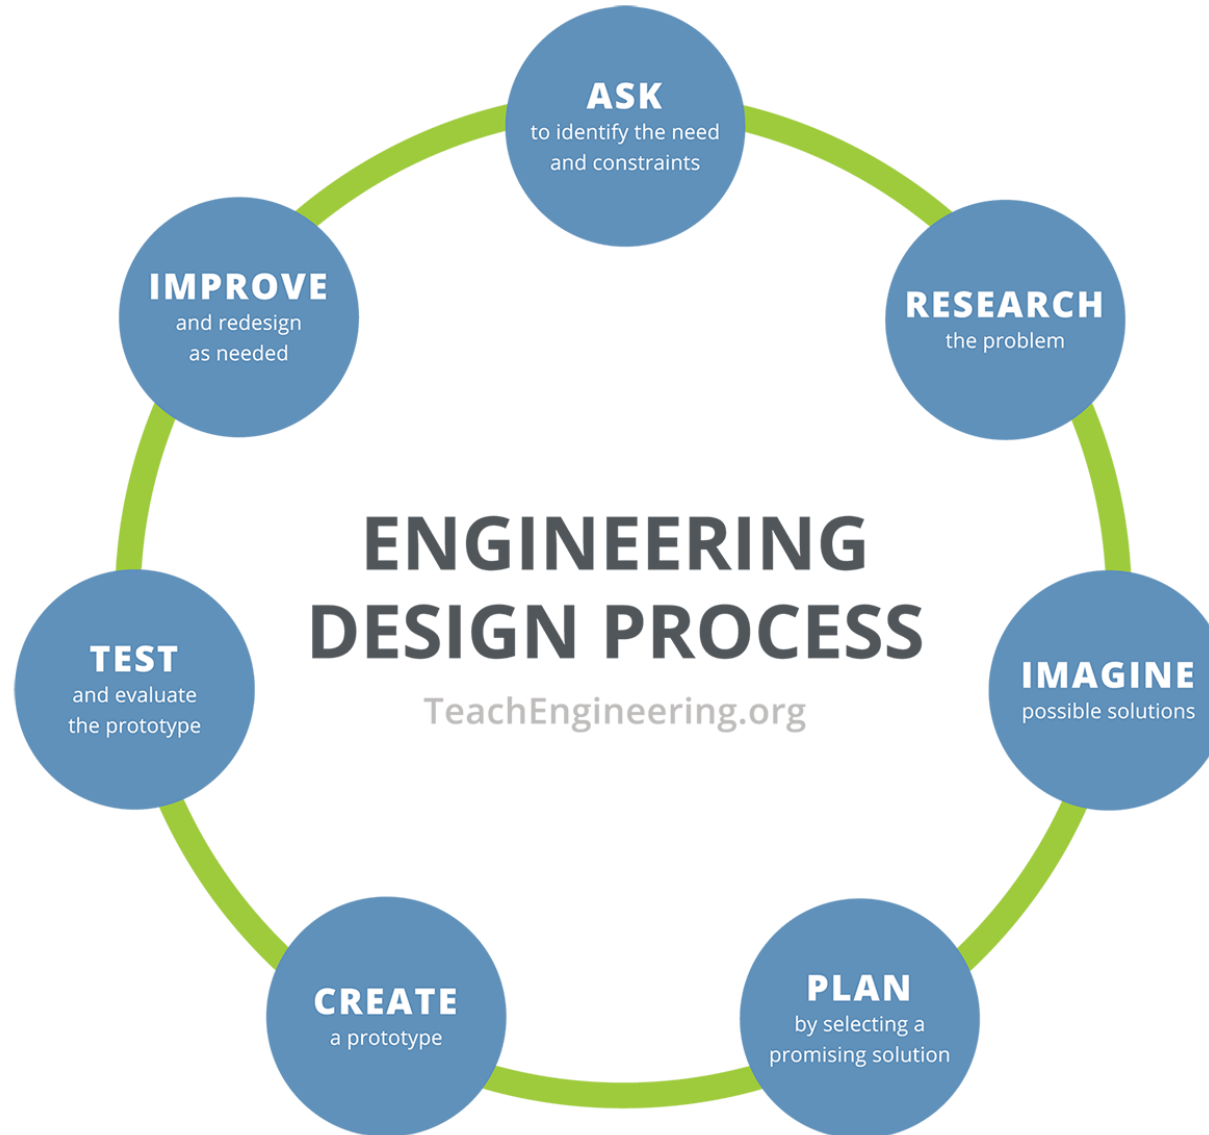 ASK
to identify the need
and constraints
RESEARCH
the problem
IMAGINE
possible solutions
PLAN
by selecting a
promising solution
CREATE
a prototype
TEST
and evaluate
the prototype
IMPROVE
and redesign
as needed
ENGINEERING
DESIGN PROCESS
TeachEngineering.org